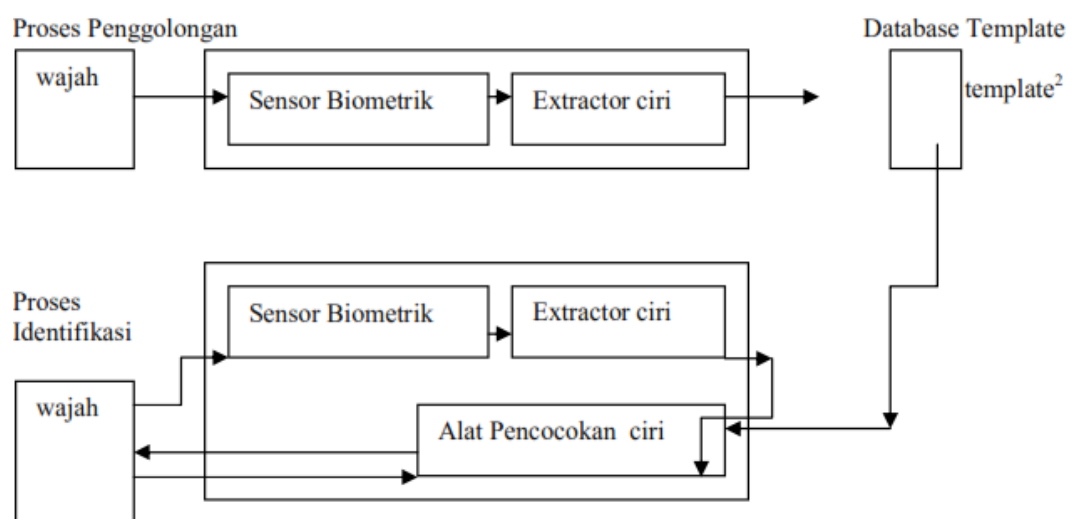 Proses Penggolongan
Database Template
wajah
Sensor Biometrik
Extractor ciri
template²
Proses
Identifikasi
Sensor Biometrik
Extractor ciri
wajah
Alat Pencocokan  ciri